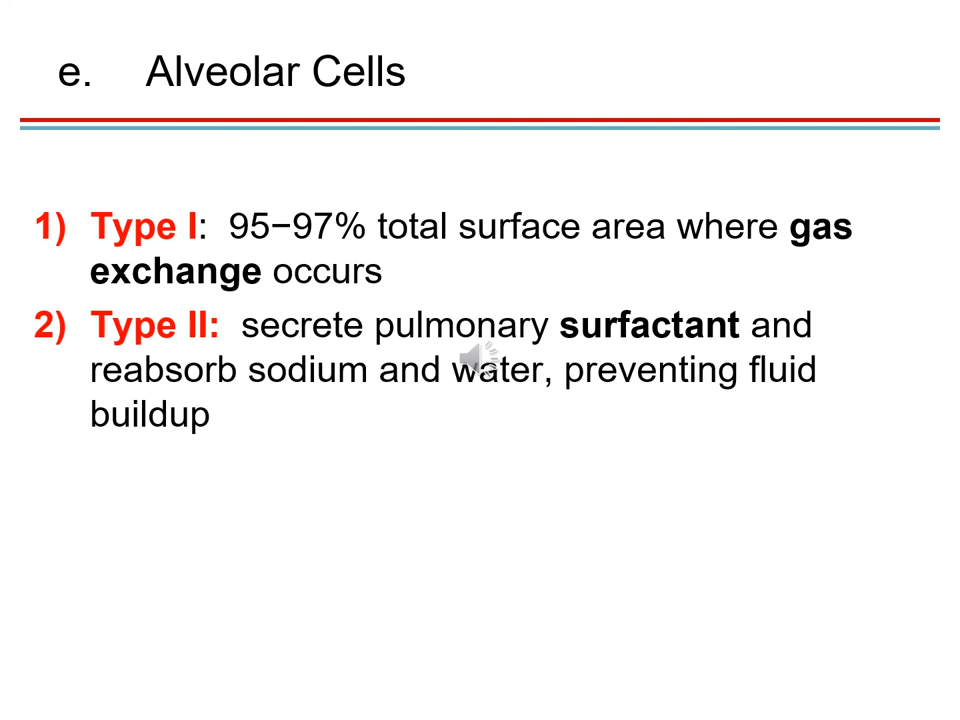 e. Alveolar Cells
1) Type I: 95−97% total surface area where gas
exchange occurs
2) Type II: secrete pulmonary surfactant and
reabsorb sodium and water, preventing fluid
buildup